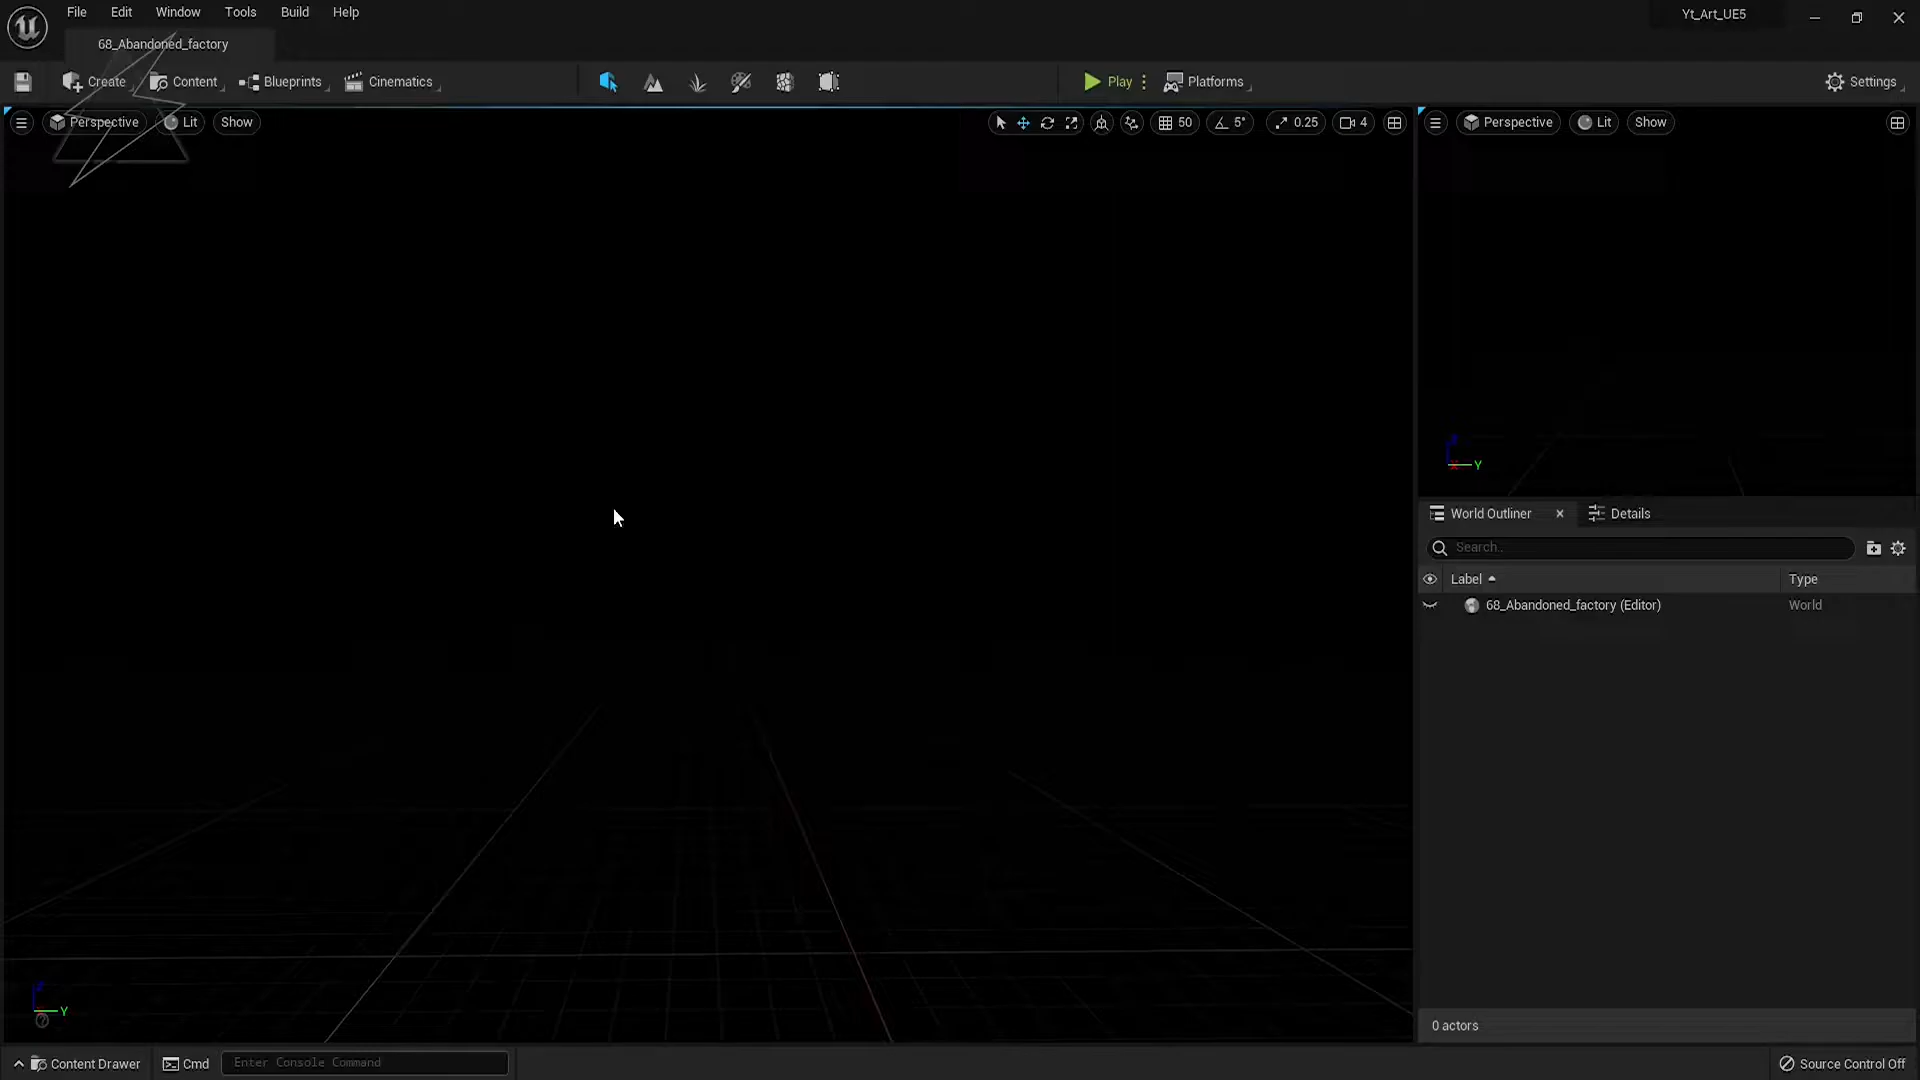 File Edit Window Tools Build Help
Yt_Art_UE5
68_Abandoned_factory
Create Content Blueprints Cinematics Play Platforms Settings
Perspective Lit Show 50 5° 0.25 4
Perspective Lit Show
Y
World Outliner Details
Search...
Label Type
68_Abandoned_factory (Editor) World
Y
0 actors
Content Drawer Cmd Enter Console Command Source Control Off